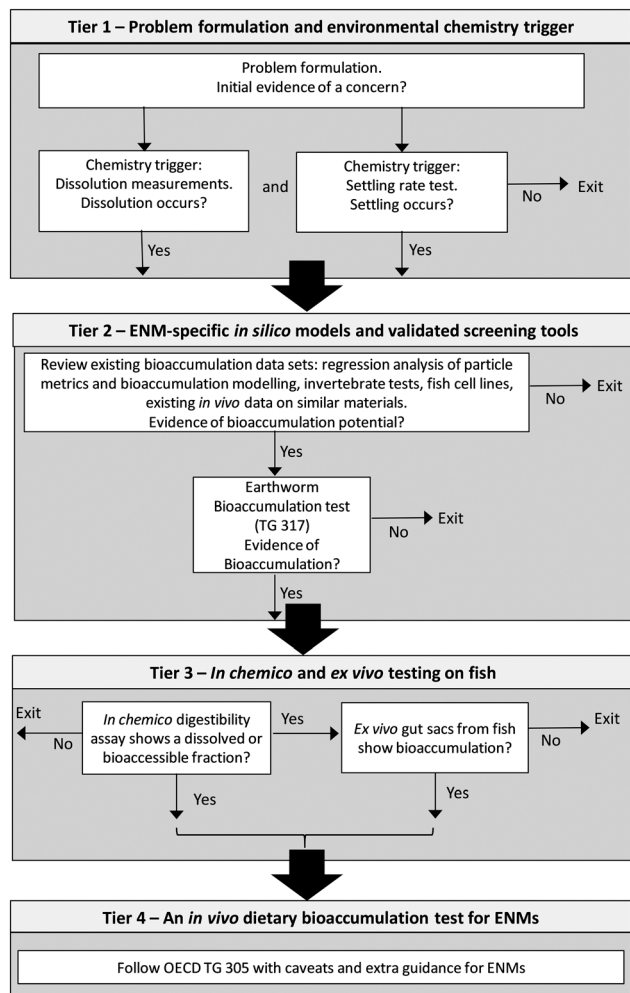 Tier 1 – Problem formulation and environmental chemistry trigger
Problem formulation.
Initial evidence of a concern?
Chemistry trigger:
Dissolution measurements.
Dissolution occurs?
and
Chemistry trigger:
Settling rate test.
Settling occurs?
No
Exit
Yes
Yes
Tier 2 – ENM-specific in silico models and validated screening tools
Review existing bioaccumulation data sets: regression analysis of particle
metrics and bioaccumulation modelling, invertebrate tests, fish cell lines,
existing in vivo data on similar materials.
Evidence of bioaccumulation potential?
No
Exit
Yes
Earthworm
Bioaccumulation test
(TG 317)
Evidence of
Bioaccumulation?
No
Exit
Yes
Tier 3 – In chemico and ex vivo testing on fish
Exit
No
In chemico digestibility
assay shows a dissolved or
bioaccessible fraction?
Yes
Ex vivo gut sacs from fish
show bioaccumulation?
No
Exit
Yes
Yes
Tier 4 – An in vivo dietary bioaccumulation test for ENMs
Follow OECD TG 305 with caveats and extra guidance for ENMs